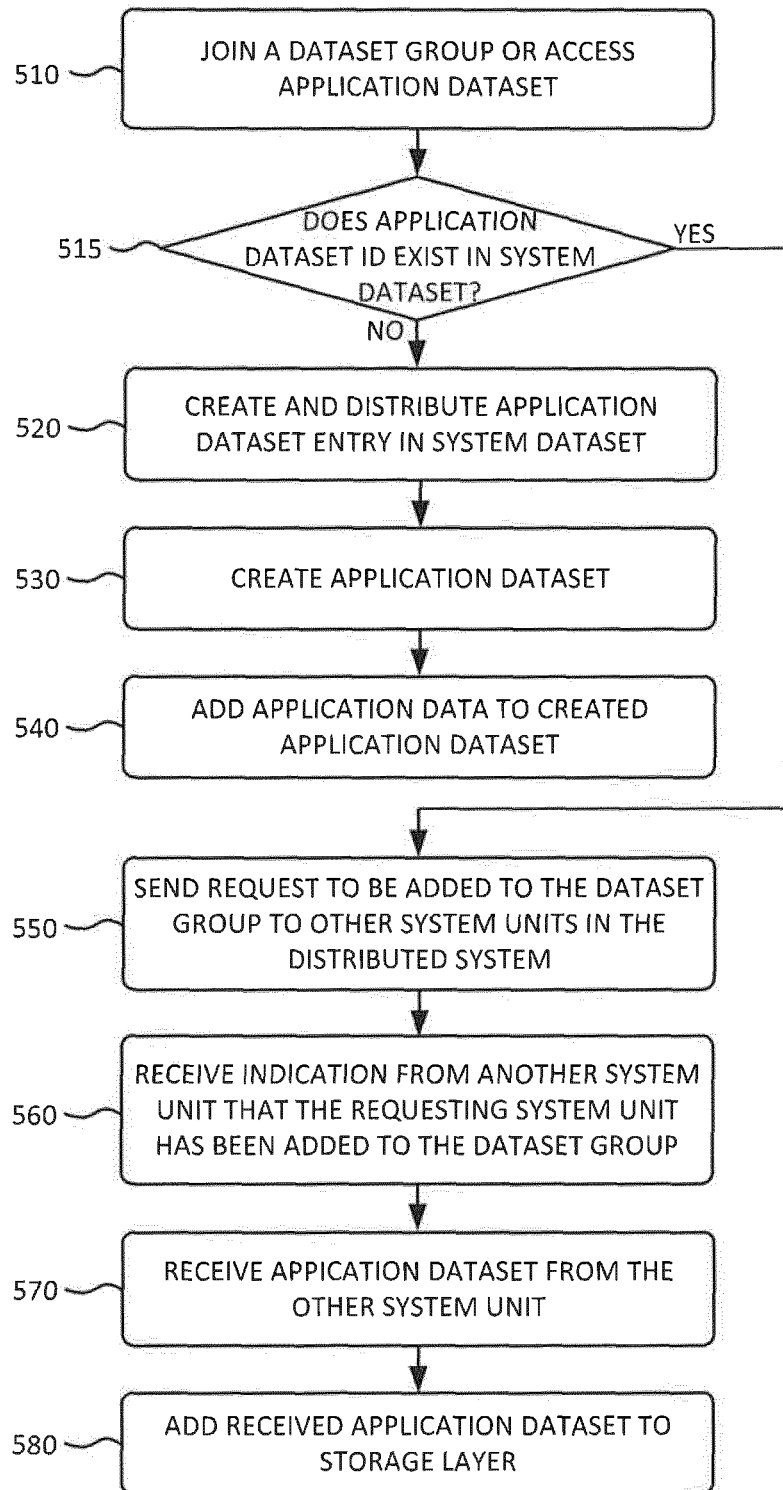 510
JOIN A DATASET GROUP OR ACCESS
APPLICATION DATASET
515
DOES APPLICATION
DATASET ID EXIST IN SYSTEM
DATASET?
YES
NO
520
CREATE AND DISTRIBUTE APPLICATION
DATASET ENTRY IN SYSTEM DATASET
530
CREATE APPLICATION DATASET
540
ADD APPLICATION DATA TO CREATED
APPLICATION DATASET
550
SEND REQUEST TO BE ADDED TO THE DATASET
GROUP TO OTHER SYSTEM UNITS IN THE
DISTRIBUTED SYSTEM
560
RECEIVE INDICATION FROM ANOTHER SYSTEM
UNIT THAT THE REQUESTING SYSTEM UNIT
HAS BEEN ADDED TO THE DATASET GROUP
570
RECEIVE APPICATION DATASET FROM THE
OTHER SYSTEM UNIT
580
ADD RECEIVED APPLICATION DATASET TO
STORAGE LAYER